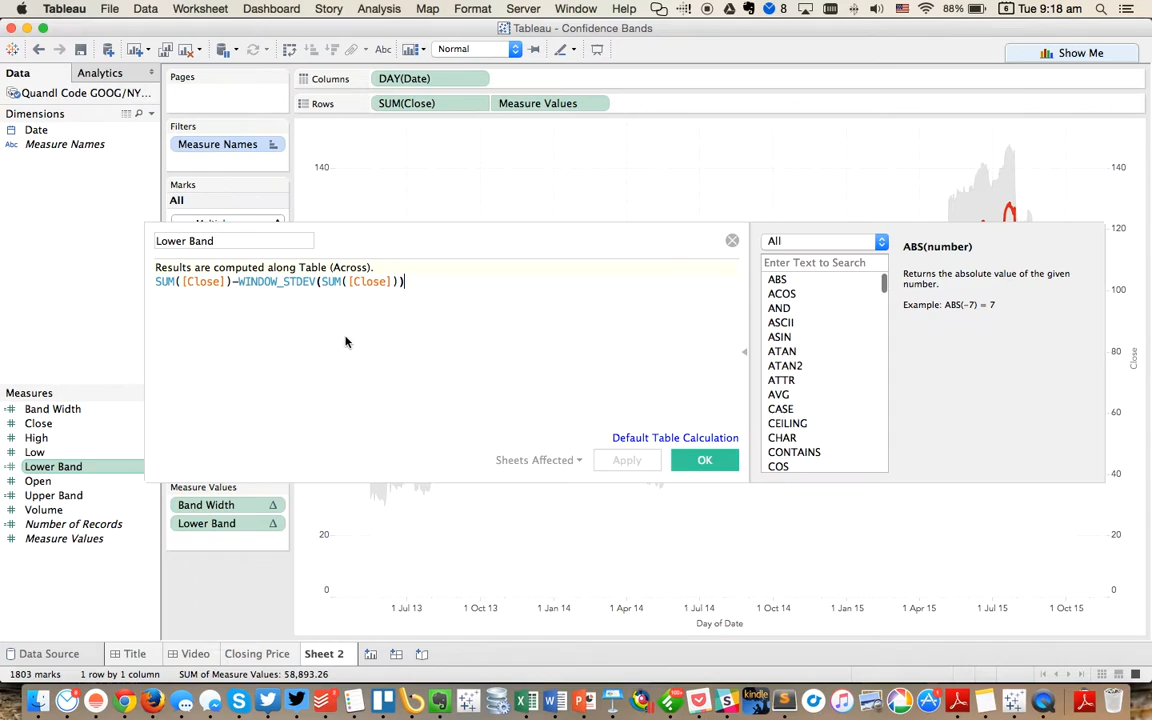 Tableau File Data Worksheet Dashboard Story Analysis Map Format Server Window Help 8 88% 6 Tue 9:18 am
Tableau - Confidence Bands
Abc Normal Show Me
Data Analytics
Quandl Code GOOG/NY...
Dimensions
Date
Abc Measure Names
Pages
Filters
Measure Names
Marks
All
Columns DAY(Date)
Rows SUM(Close) Measure Values
140 140
120
Lower Band
Results are computed along Table (Across).
SUM([Close])-WINDOW_STDEV(SUM([Close]))
Default Table Calculation
Sheets Affected Apply OK
All
Enter Text to Search
ABS
ACOS
AND
ASCII
ASIN
ATAN
ATAN2
ATTR
AVG
CASE
CEILING
CHAR
CONTAINS
COS
ABS(number)
Returns the absolute value of the given
number.
Example: ABS(-7) = 7
100
80
60
40
Close
Measures
Band Width
Close
High
Low
Lower Band
Open
Upper Band
Volume
Number of Records
Measure Values
Measure Values
Band Width
Lower Band
20 20
0 0
1 Jul 13 1 Oct 13 1 Jan 14 1 Apr 14 1 Jul 14 1 Oct 14 1 Jan 15 1 Apr 15 1 Jul 15 1 Oct 15
Day of Date
Data Source Title Video Closing Price Sheet 2
1803 marks 1 row by 1 column SUM of Measure Values: 58,893.26